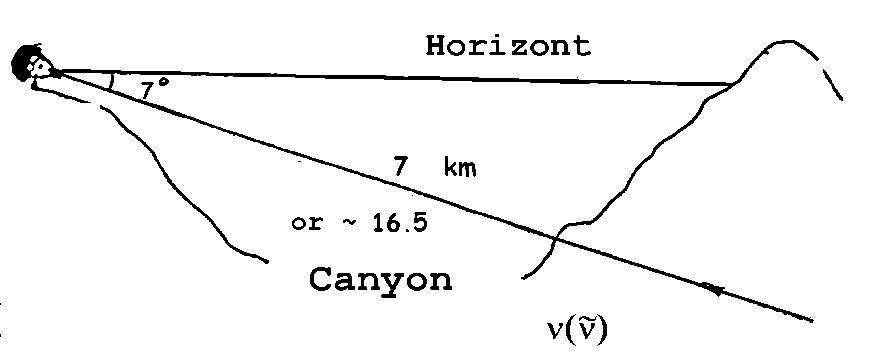 Horizont
7°
7 km
or ~ 16.5
Canyon
ν(ν̃)